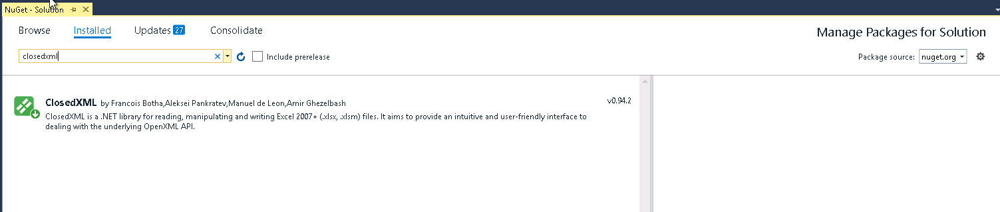 NuGet - Solution
Browse Installed Updates 27 Consolidate
Manage Packages for Solution
closedxml
Include prerelease
Package source: nuget.org
ClosedXML by Francois Botha,Aleksei Pankratev,Manuel de Leon,Amir Ghezelbash
v0.94.2
ClosedXML is a .NET library for reading, manipulating and writing Excel 2007+ (.xlsx, .xlsm) files. It aims to provide an intuitive and user-friendly interface to
dealing with the underlying OpenXML API.